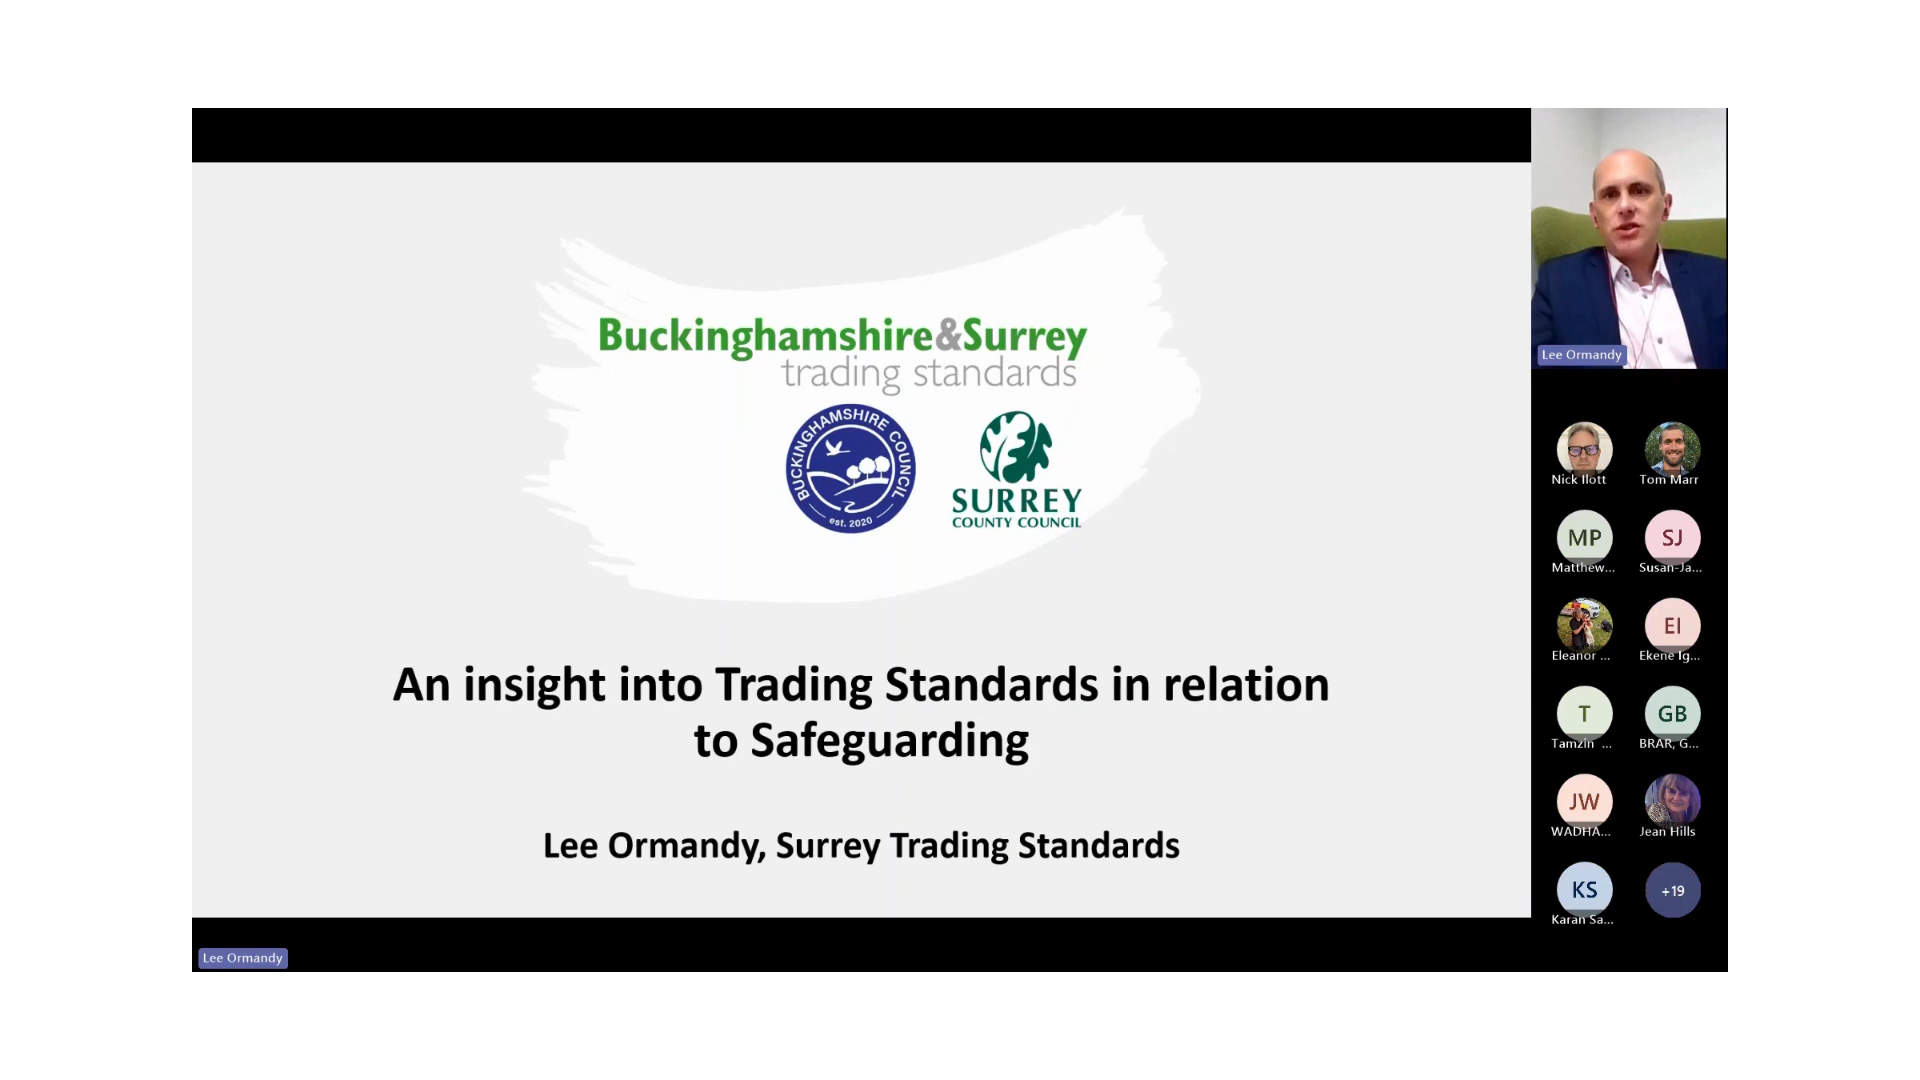 Buckinghamshire&Surrey
trading standards
BUCKINGHAMSHIRE COUNCIL
est. 2020
SURREY
COUNTY COUNCIL
An insight into Trading Standards in relation
to Safeguarding
Lee Ormandy, Surrey Trading Standards
Lee Ormandy
Lee Ormandy
Nick Ilott
Tom Marr
MP
SJ
Matthew...
Susan-Ja...
EI
Eleanor ...
Ekene Ig...
T
GB
Tamzin ...
BRAR, G...
JW
WADHA...
Jean Hills
KS
+19
Karan Sa...